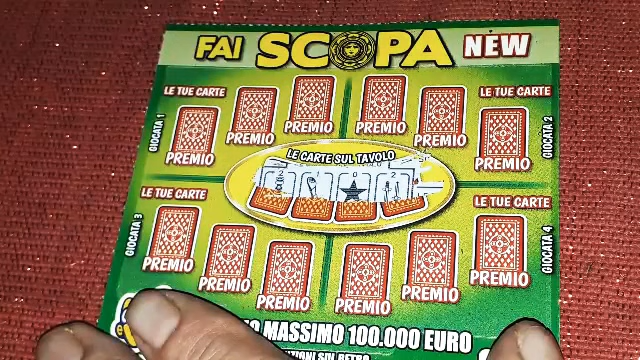 FAI SCOPA NEW
LE TUE CARTE
LE TUE CARTE
GIOCATA 1
GIOCATA 2
PREMIO
PREMIO
PREMIO
PREMIO
PREMIO
PREMIO
LE CARTE SUL TAVOLO
LE TUE CARTE
LE TUE CARTE
GIOCATA 3
GIOCATA 4
PREMIO
PREMIO
PREMIO
PREMIO
PREMIO
PREMIO
MASSIMO 100.000 EURO
SUL RETRO